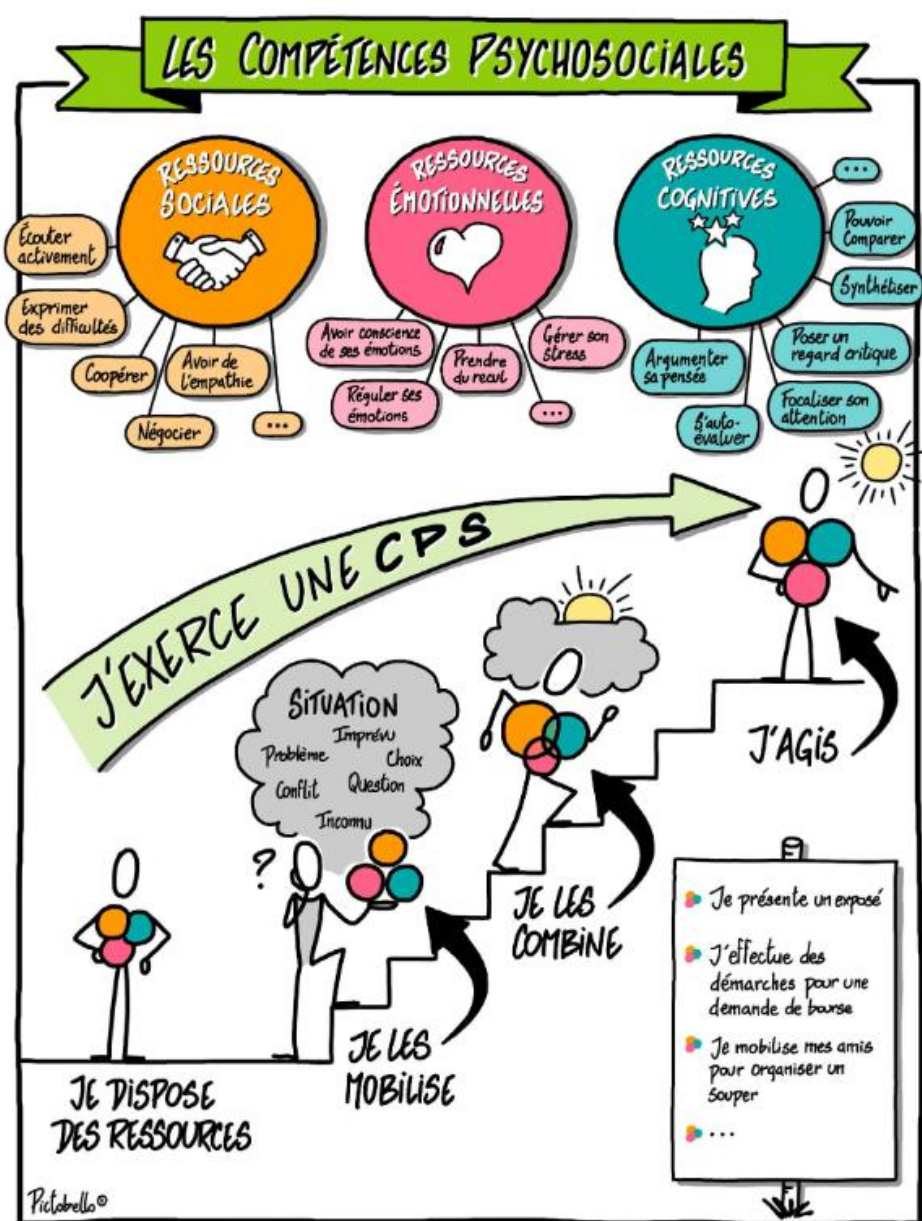 LES COMPÉTENCES PSYCHOSOCIALES
RESSOURCES
SOCIALES
Écouter
activement
Exprimer
des difficultés
Coopérer
Avoir de
l'empathie
Négocier
...
RESSOURCES
ÉMOTIONNELLES
Avoir conscience
de ses émotions
Réguler ses
émotions
Prendre
du recul
Gérer son
stress
...
RESSOURCES
COGNITIVES
...
Pouvoir
Comparer
Synthétiser
Poser un
regard critique
Focaliser son
attention
Argumenter
sa pensée
S'auto-
évaluer
J'EXERCE UNE CPS
SITUATION
Imprévu
Problème
Choix
Conflit
Question
Inconnu
?
JE DISPOSE
DES RESSOURCES
JE LES
MOBILISE
JE LES
COMBINE
J'AGIS
Je présente un exposé
J'effectue des
démarches pour une
demande de bourse
Je mobilise mes amis
pour organiser un
souper
...
Pictobello®